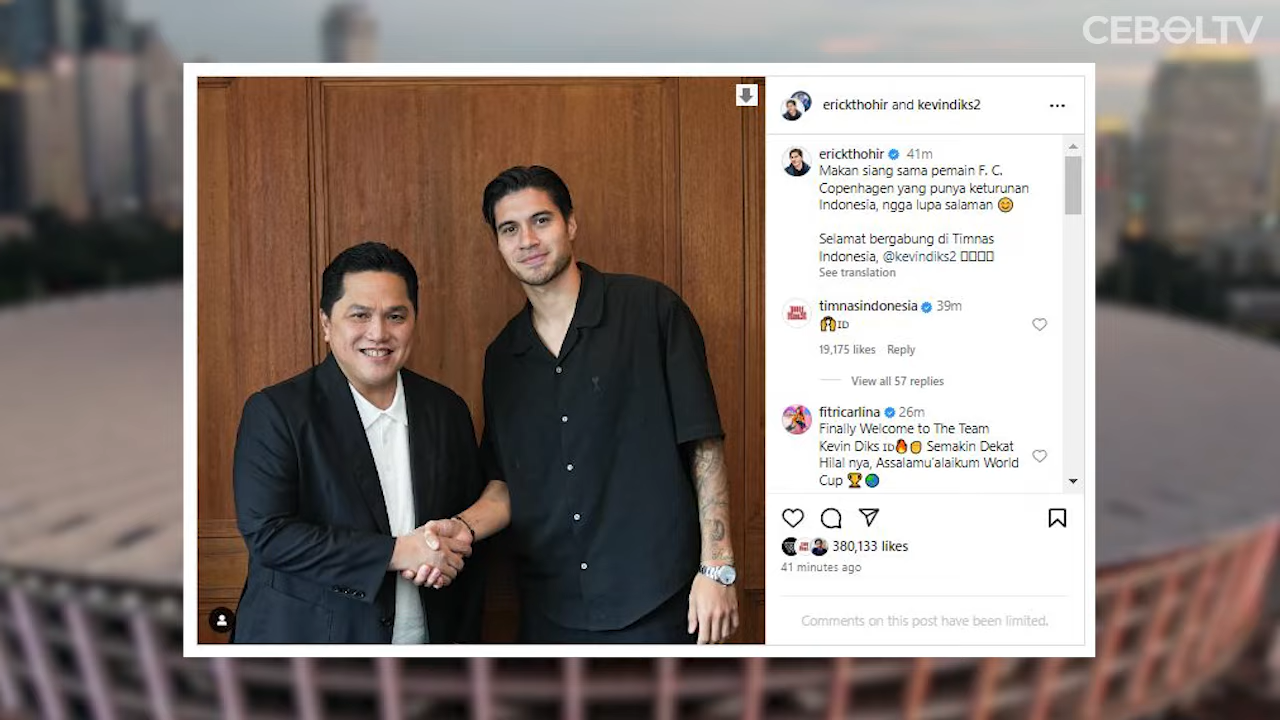 CEBOLTV
erickthohir and kevindiks2
erickthohir 41m
Makan siang sama pemain F. C.
Copenhagen yang punya keturunan
Indonesia, ngga lupa salaman 😊
Selamat bergabung di Timnas
Indonesia, @kevindiks2 🫱🏻‍🫲🏼
See translation
timnasindonesia 39m
🫶🇮🇩
19,175 likes Reply
View all 57 replies
fitricarlina 26m
Finally Welcome to The Team
Kevin Diks 🇮🇩🔥✊ Semakin Dekat
Hilal nya, Assalamu'alaikum World
Cup 🏆🌏
380,133 likes
41 minutes ago
Comments on this post have been limited.